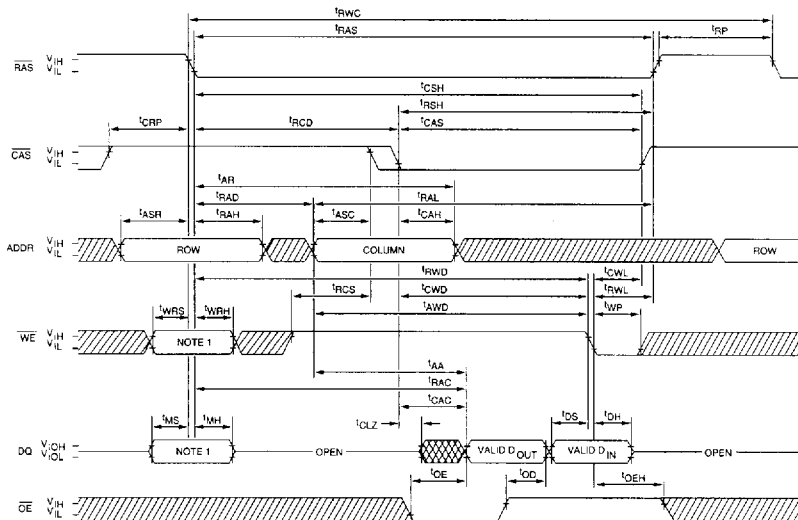 tRWC
tRAS
tRP
RAS VIH VIL
tCSH
tRSH
tCRP tRCD tCAS
CAS VIH VIL
tAR
tRAD tRAL
tASR tRAH tASC tCAH
ADDR VIH VIL ROW COLUMN ROW
tRWD tCWL
tRCS tCWD tRWL
tWRS tWRH tAWD tWP
WE VIH VIL NOTE 1
tAA
tRAC
tCAC
tMS tMH tCLZ tDS tDH
DQ VIOH VIOL NOTE 1 OPEN VALID DOUT VALID DIN OPEN
tOE tOD tOEH
OE VIH VIL